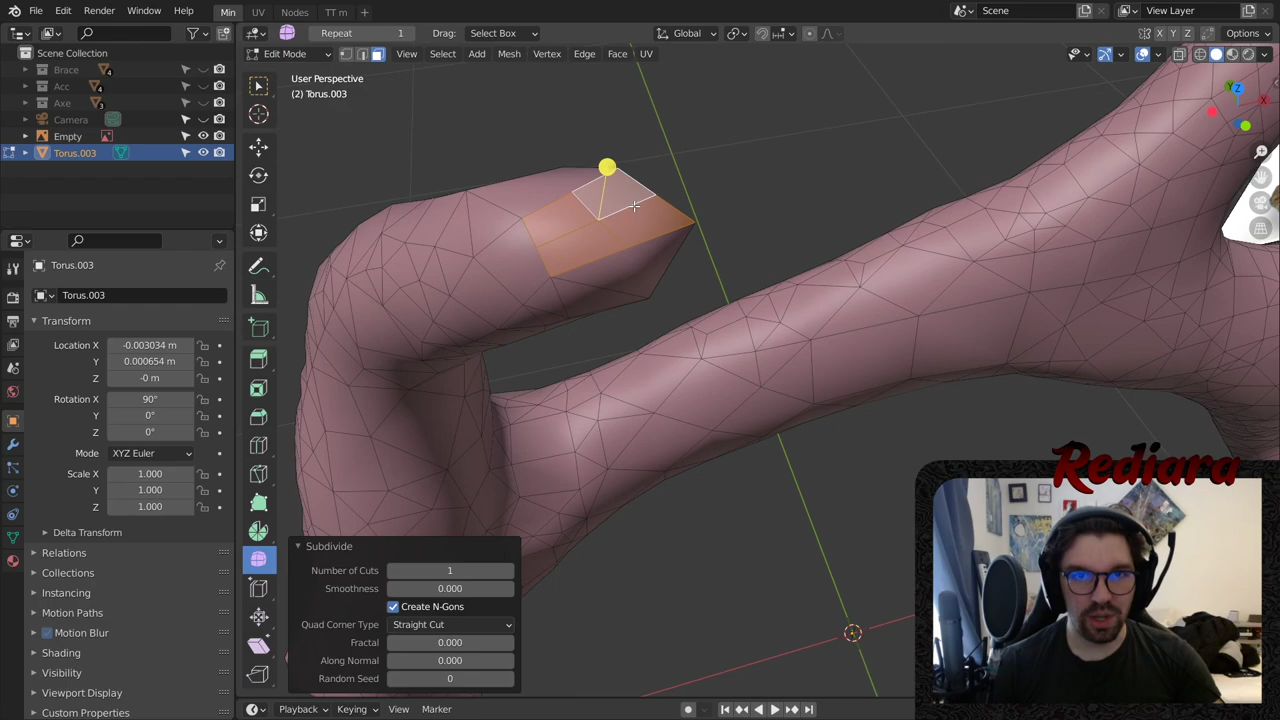 File Edit Render Window Help Min UV Nodes TT m Scene View Layer
Repeat 1 Drag: Select Box Global X Y Z Options
Scene Collection Edit Mode View Select Add Mesh Vertex Edge Face UV
Brace 4
Acc 4
Axe 3
Camera
Empty
Torus.003
User Perspective
(2) Torus.003
Y
Z
X
Torus.003
Torus.003
Transform
Location X -0.003034 m
Y 0.000654 m
Z -0 m
Rotation X 90°
Y 0°
Z 0°
Mode XYZ Euler
Scale X 1.000
Y 1.000
Z 1.000
Delta Transform
Relations
Collections
Instancing
Motion Paths
Motion Blur
Shading
Visibility
Viewport Display
Custom Properties
Subdivide
Number of Cuts 1
Smoothness 0.000
Create N-Gons
Quad Corner Type Straight Cut
Fractal 0.000
Along Normal 0.000
Random Seed 0
Rediara
Playback Keying View Marker